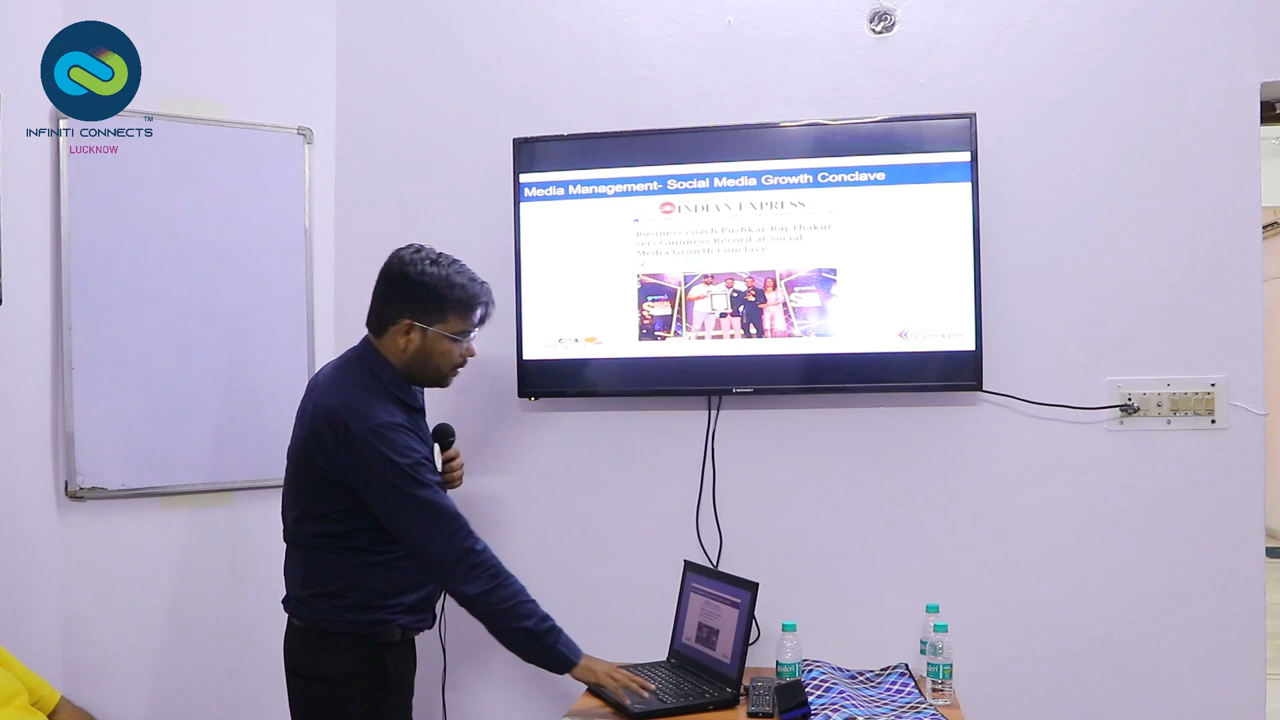 INFINITI CONNECTS
TM
LUCKNOW
Media Management- Social Media Growth Conclave
INDIAN EXPRESS
Business coach Pushkar Raj Thakur
sets Guinness Record at Social
Media Growth Conclave